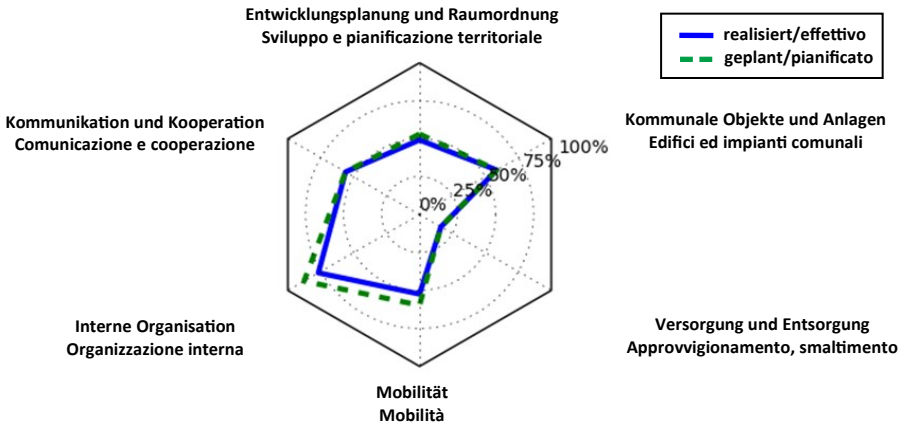 Entwicklungsplanung und Raumordnung
Sviluppo e pianificazione territoriale
realisiert/effettivo
geplant/pianificato
Kommunikation und Kooperation
Comunicazione e cooperazione
Kommunale Objekte und Anlagen
Edifici ed impianti comunali
100%
75%
50%
25%
0%
Interne Organisation
Organizzazione interna
Versorgung und Entsorgung
Approvvigionamento, smaltimento
Mobilität
Mobilità